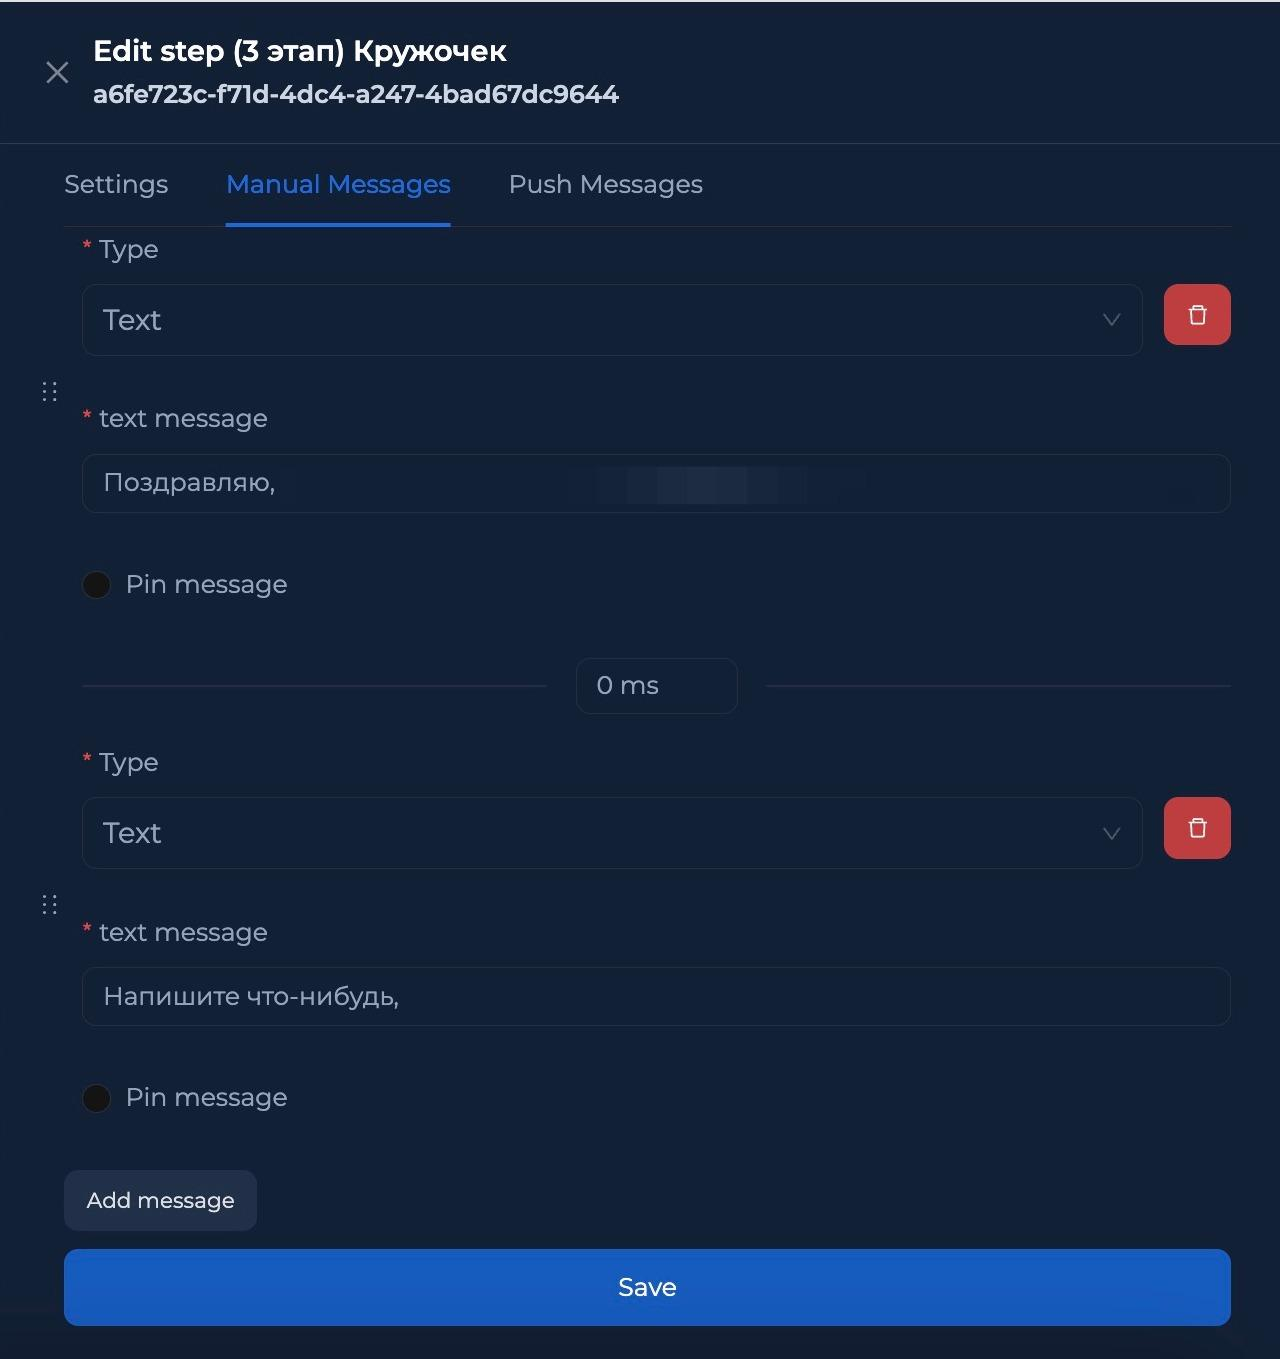 Edit step (3 этап) Кружочек
a6fe723c-f71d-4dc4-a247-4bad67dc9644
Settings Manual Messages Push Messages
* Type
Text
* text message
Поздравляю,
Pin message
0 ms
* Type
Text
* text message
Напишите что-нибудь,
Pin message
Add message
Save